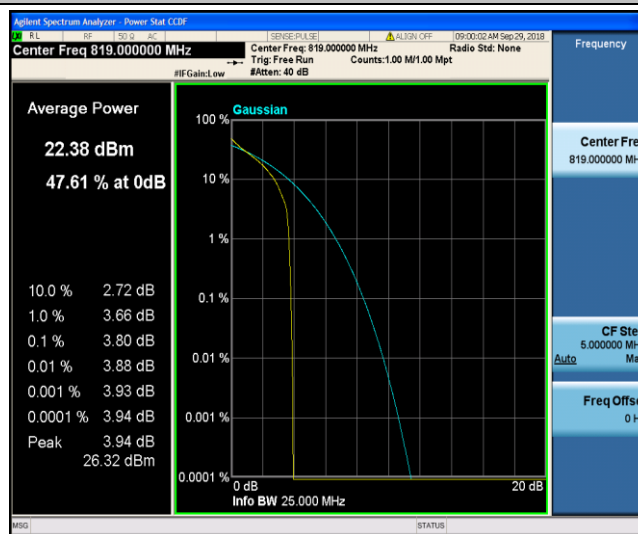 Agilent Spectrum Analyzer - Power Stat CCDF
RL RF 50 Ω AC SENSE:PULSE ALIGN OFF 09:00:02 AM Sep 29, 2018
Center Freq 819.000000 MHz
Center Freq: 819.000000 MHz Radio Std: None
Trig: Free Run Counts:1.00 M/1.00 Mpt
#IFGain:Low #Atten: 40 dB
Frequency
Average Power
22.38 dBm
47.61 % at 0dB
10.0 % 2.72 dB
1.0 % 3.66 dB
0.1 % 3.80 dB
0.01 % 3.88 dB
0.001 % 3.93 dB
0.0001 % 3.94 dB
Peak 3.94 dB
26.32 dBm
Gaussian
100 %
10 %
1 %
0.1 %
0.01 %
0.001 %
0.0001 %
0 dB 20 dB
Info BW 25.000 MHz
Center Fre
819.000000 MH
CF Ste
5.000000 MH
Auto Ma
Freq Offse
0 H
MSG STATUS